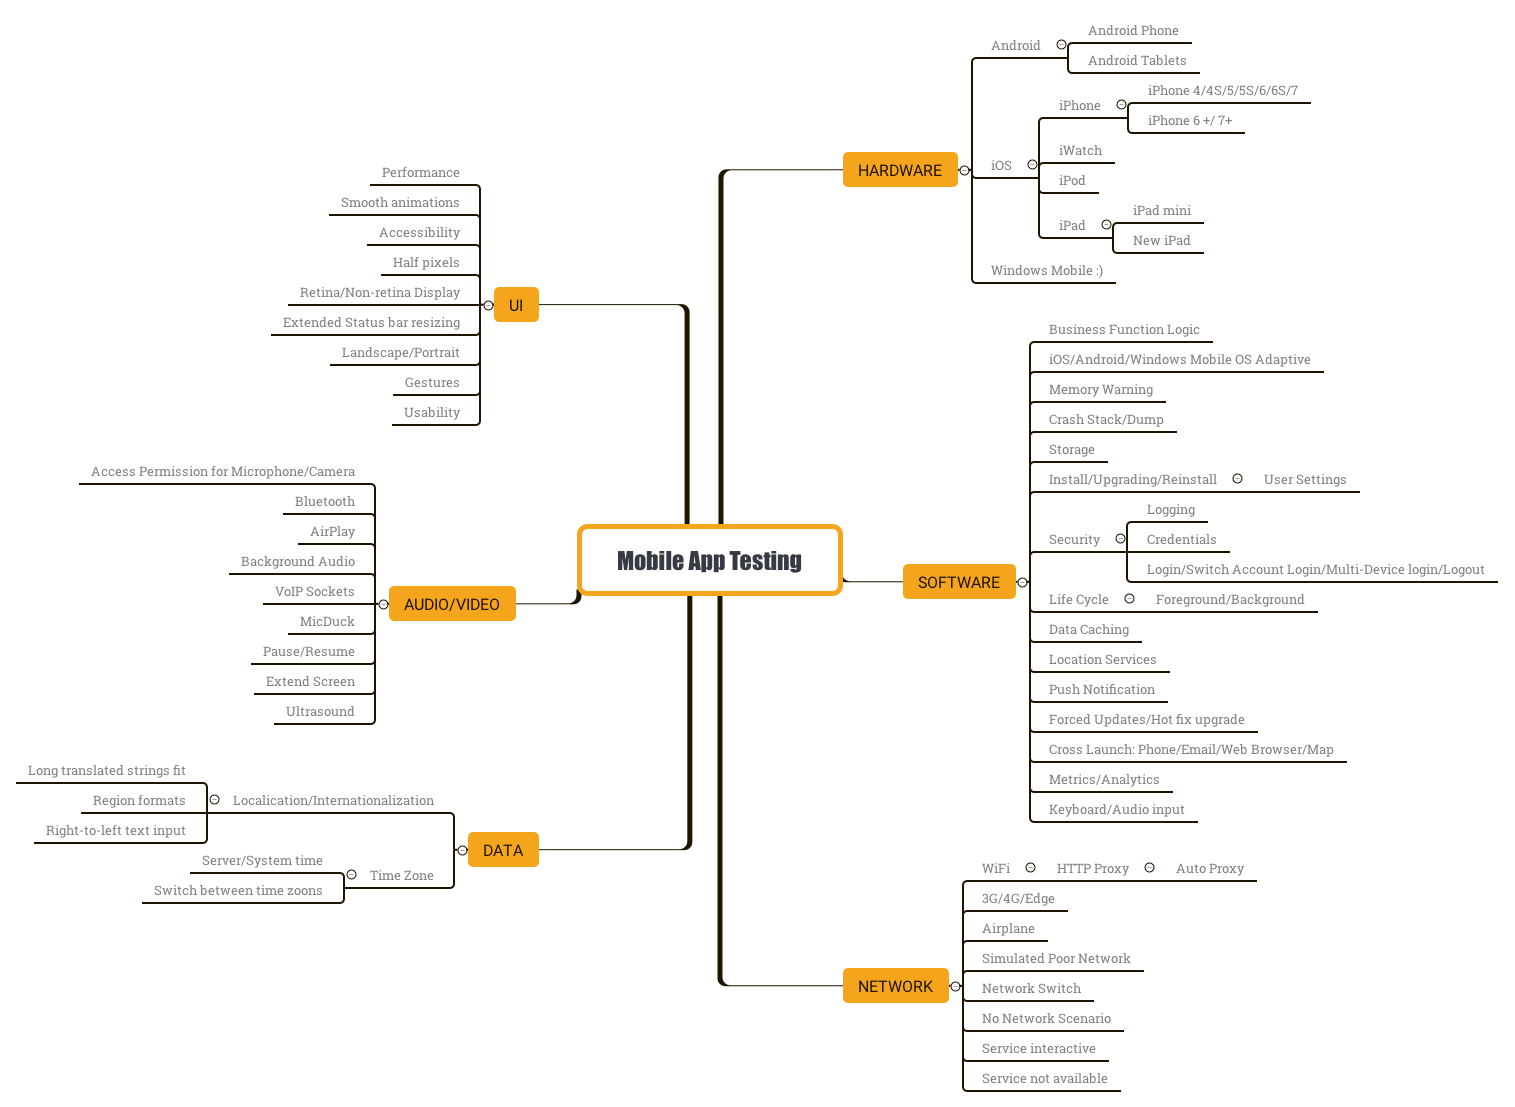 Mobile App Testing
HARDWARE
Android
Android Phone
Android Tablets
iOS
iPhone
iPhone 4/4S/5/5S/6/6S/7
iPhone 6 +/ 7+
iWatch
iPod
iPad
iPad mini
New iPad
Windows Mobile :)
SOFTWARE
Business Function Logic
iOS/Android/Windows Mobile OS Adaptive
Memory Warning
Crash Stack/Dump
Storage
Install/Upgrading/Reinstall
User Settings
Security
Logging
Credentials
Login/Switch Account Login/Multi-Device login/Logout
Life Cycle
Foreground/Background
Data Caching
Location Services
Push Notification
Forced Updates/Hot fix upgrade
Cross Launch: Phone/Email/Web Browser/Map
Metrics/Analytics
Keyboard/Audio input
NETWORK
WiFi
HTTP Proxy
Auto Proxy
3G/4G/Edge
Airplane
Simulated Poor Network
Network Switch
No Network Scenario
Service interactive
Service not available
UI
Performance
Smooth animations
Accessibility
Half pixels
Retina/Non-retina Display
Extended Status bar resizing
Landscape/Portrait
Gestures
Usability
AUDIO/VIDEO
Access Permission for Microphone/Camera
Bluetooth
AirPlay
Background Audio
VoIP Sockets
MicDuck
Pause/Resume
Extend Screen
Ultrasound
DATA
Localication/Internationalization
Long translated strings fit
Region formats
Right-to-left text input
Time Zone
Server/System time
Switch between time zoons